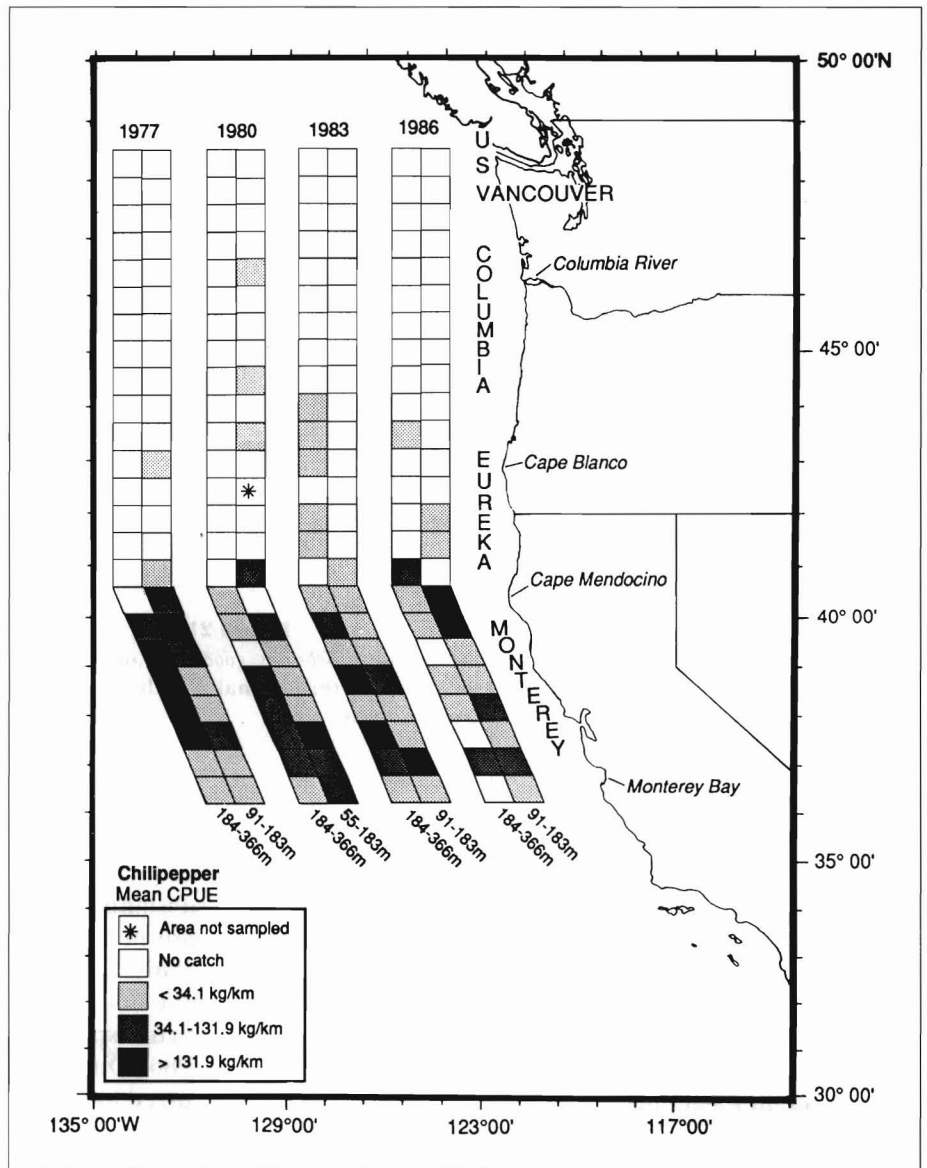 50° 00'N
1977 1980 1983 1986
US
VANCOUVER
COLUMBIA
Columbia River
45° 00'
EUREKA
Cape Blanco
*
Cape Mendocino
40° 00'
MONTEREY
Monterey Bay
184-366m 91-183m 184-366m 55-183m 184-366m 91-183m 184-366m 91-183m
35° 00'
Chilipepper
Mean CPUE
* Area not sampled
No catch
< 34.1 kg/km
34.1-131.9 kg/km
> 131.9 kg/km
30° 00'
135° 00'W 129° 00' 123° 00' 117° 00'